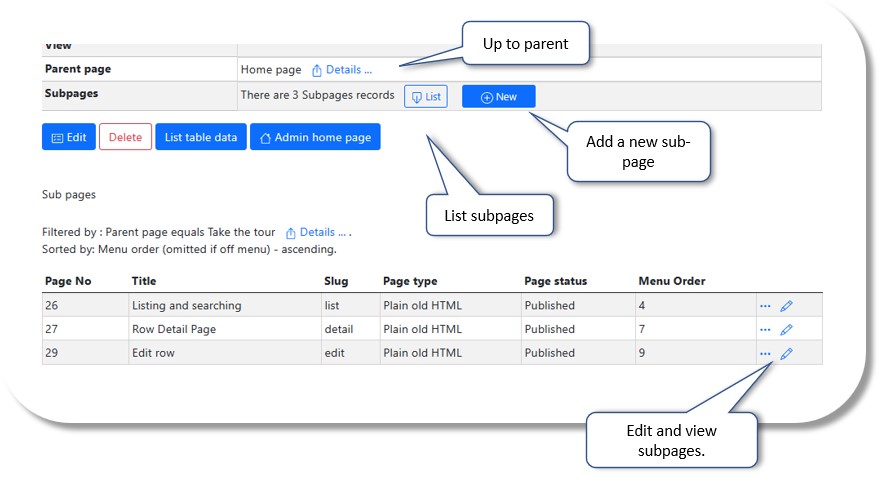 View
Up to parent
Parent page Home page Details ...
Subpages There are 3 Subpages records List New
Edit Delete List table data Admin home page
Add a new sub-
page
List subpages
Sub pages
Filtered by : Parent page equals Take the tour Details ... .
Sorted by: Menu order (omitted if off menu) - ascending.
Page No Title Slug Page type Page status Menu Order
26 Listing and searching list Plain old HTML Published 4 ...
27 Row Detail Page detail Plain old HTML Published 7 ...
29 Edit row edit Plain old HTML Published 9 ...
Edit and view
subpages.